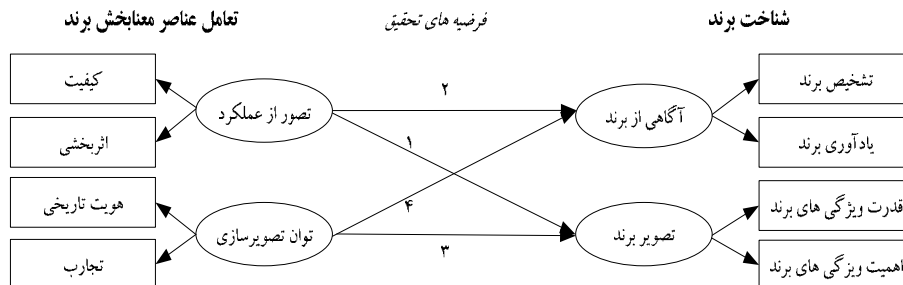 شناخت برند
فرضیه های تحقیق
تعامل عناصر معنابخش برند
تشخیص برند
یادآوری برند
قدرت ویژگی های برند
اهمیت ویزگی های برند
آگاهی از برند
تصویر برند
۲
۱
۴
۳
تصور از عملکرد
توان تصویرسازی
کیفیت
اثربخشی
هویت تاریخی
تجارب